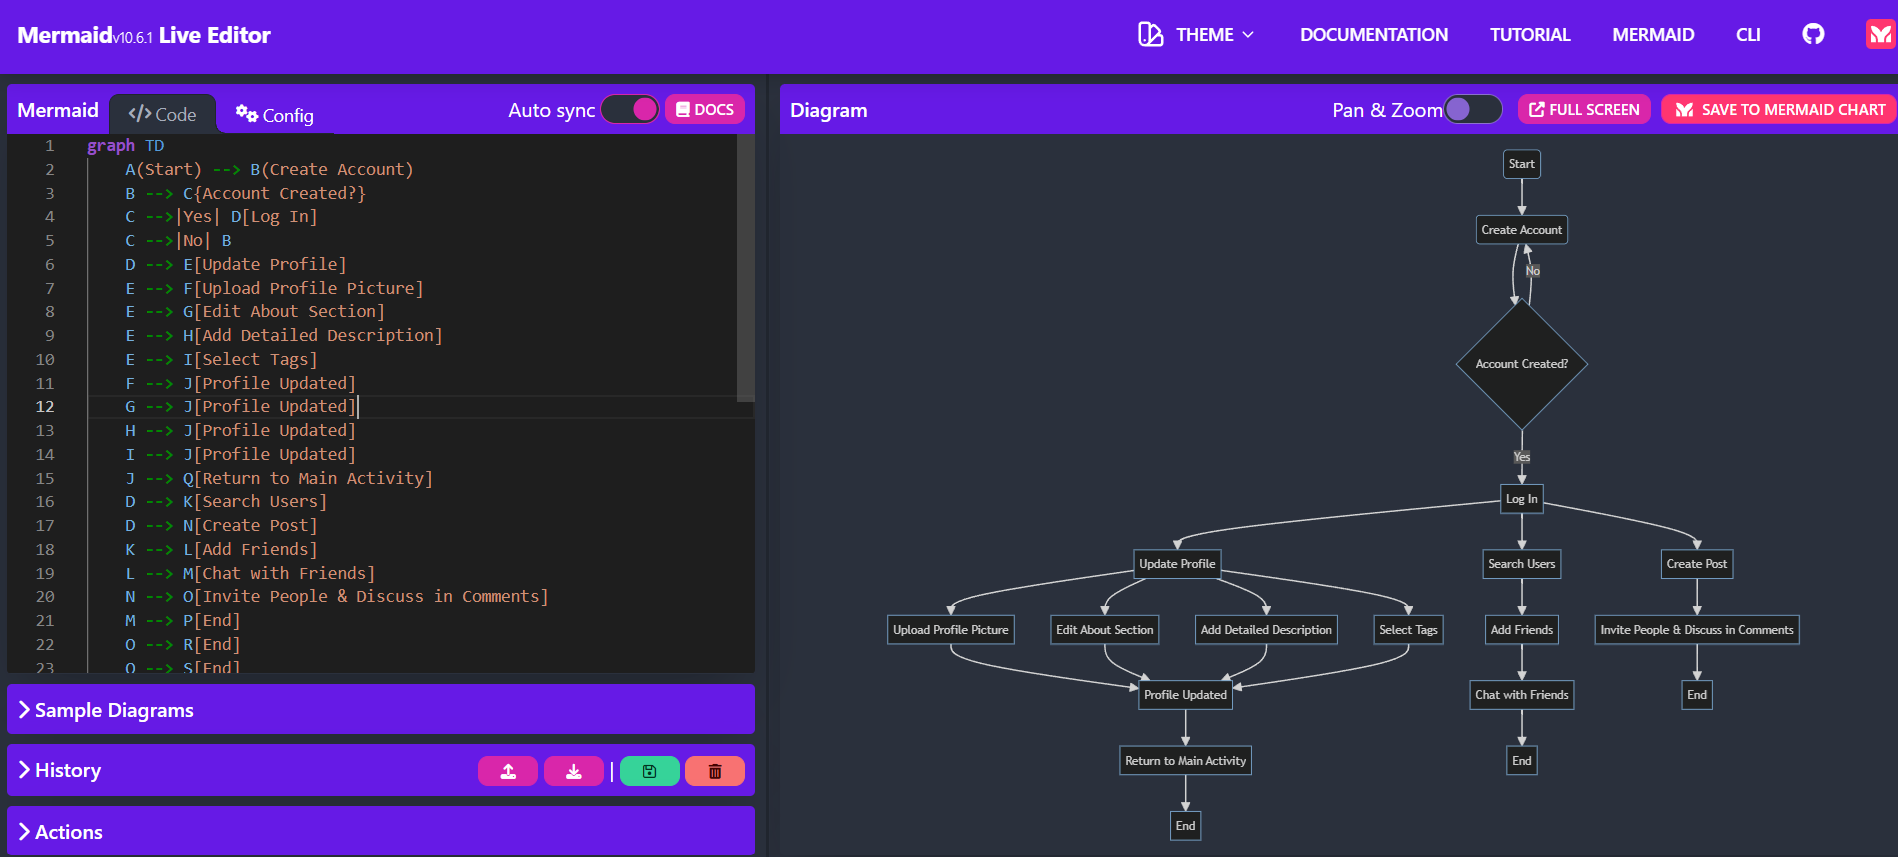 Mermaid v10.6.1 Live Editor
THEME
DOCUMENTATION
TUTORIAL
MERMAID
CLI
Mermaid
</> Code
Config
Auto sync
DOCS
1 graph TD
2 A(Start) --> B(Create Account)
3 B --> C{Account Created?}
4 C -->|Yes| D[Log In]
5 C -->|No| B
6 D --> E[Update Profile]
7 E --> F[Upload Profile Picture]
8 E --> G[Edit About Section]
9 E --> H[Add Detailed Description]
10 E --> I[Select Tags]
11 F --> J[Profile Updated]
12 G --> J[Profile Updated]
13 H --> J[Profile Updated]
14 I --> J[Profile Updated]
15 J --> Q[Return to Main Activity]
16 D --> K[Search Users]
17 D --> N[Create Post]
18 K --> L[Add Friends]
19 L --> M[Chat with Friends]
20 N --> O[Invite People & Discuss in Comments]
21 M --> P[End]
22 O --> R[End]
23 Q --> S[End]
Sample Diagrams
History
Actions
Diagram
Pan & Zoom
FULL SCREEN
SAVE TO MERMAID CHART
Start
Create Account
No
Account Created?
Yes
Log In
Update Profile
Search Users
Create Post
Upload Profile Picture
Edit About Section
Add Detailed Description
Select Tags
Add Friends
Invite People & Discuss in Comments
Profile Updated
Chat with Friends
End
Return to Main Activity
End
End